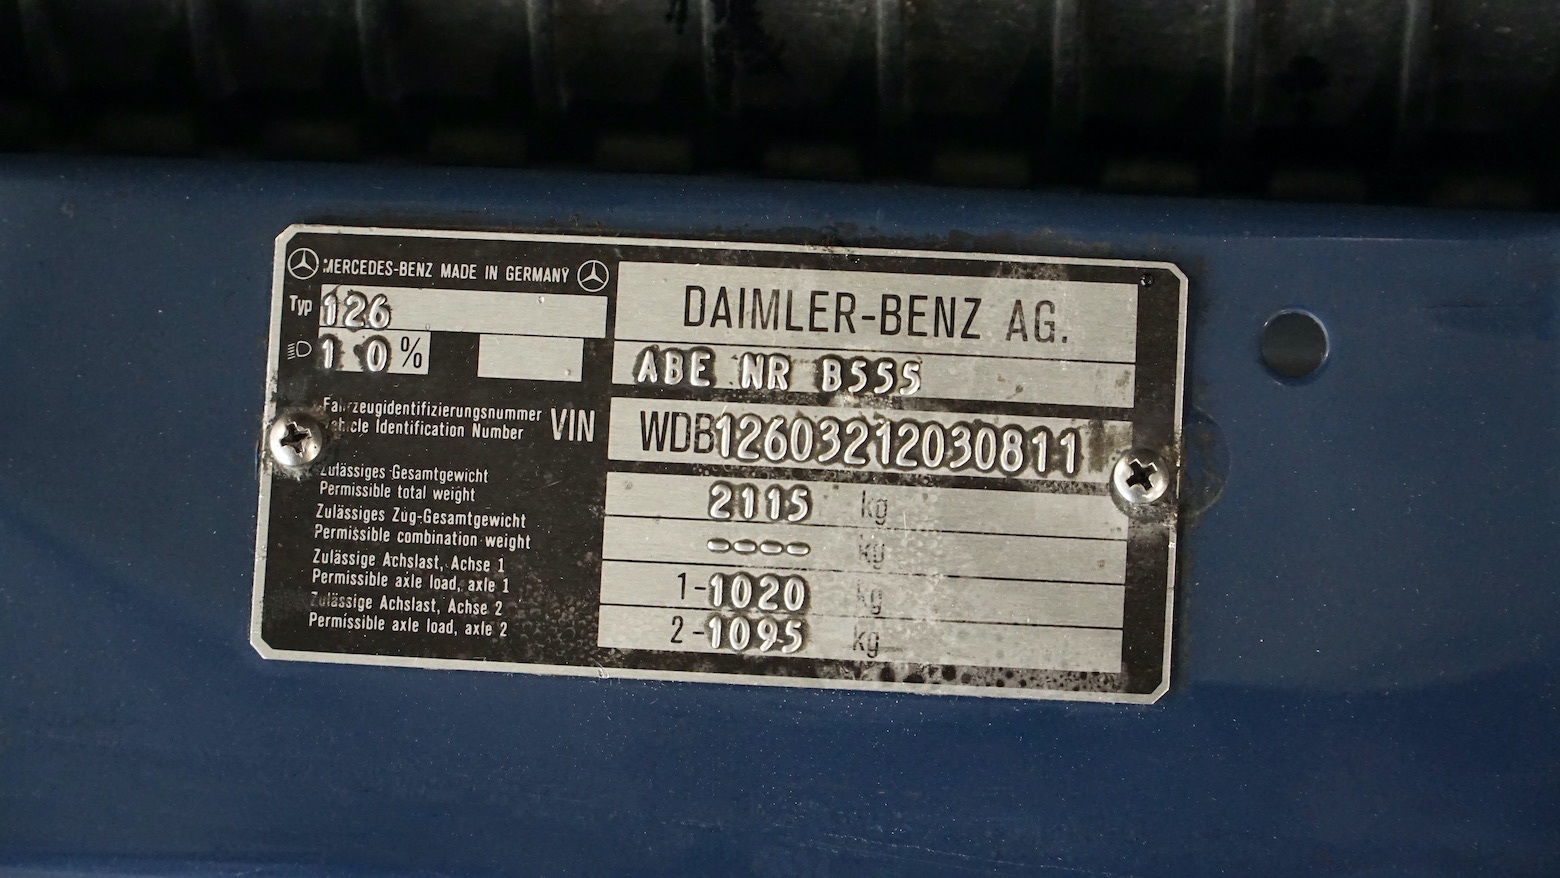 MERCEDES-BENZ MADE IN GERMANY
Typ 126
1 0 %
DAIMLER-BENZ AG.
ABE NR B555
Fahrzeugidentifizierungsnummer
Vehicle Identification Number
VIN WDB12603212030811
Zulässiges Gesamtgewicht
Permissible total weight
2115 kg
Zulässiges Zug-Gesamtgewicht
Permissible combination weight
---- kg
Zulässige Achslast, Achse 1
Permissible axle load, axle 1
1-1020 kg
Zulässige Achslast, Achse 2
Permissible axle load, axle 2
2-1095 kg